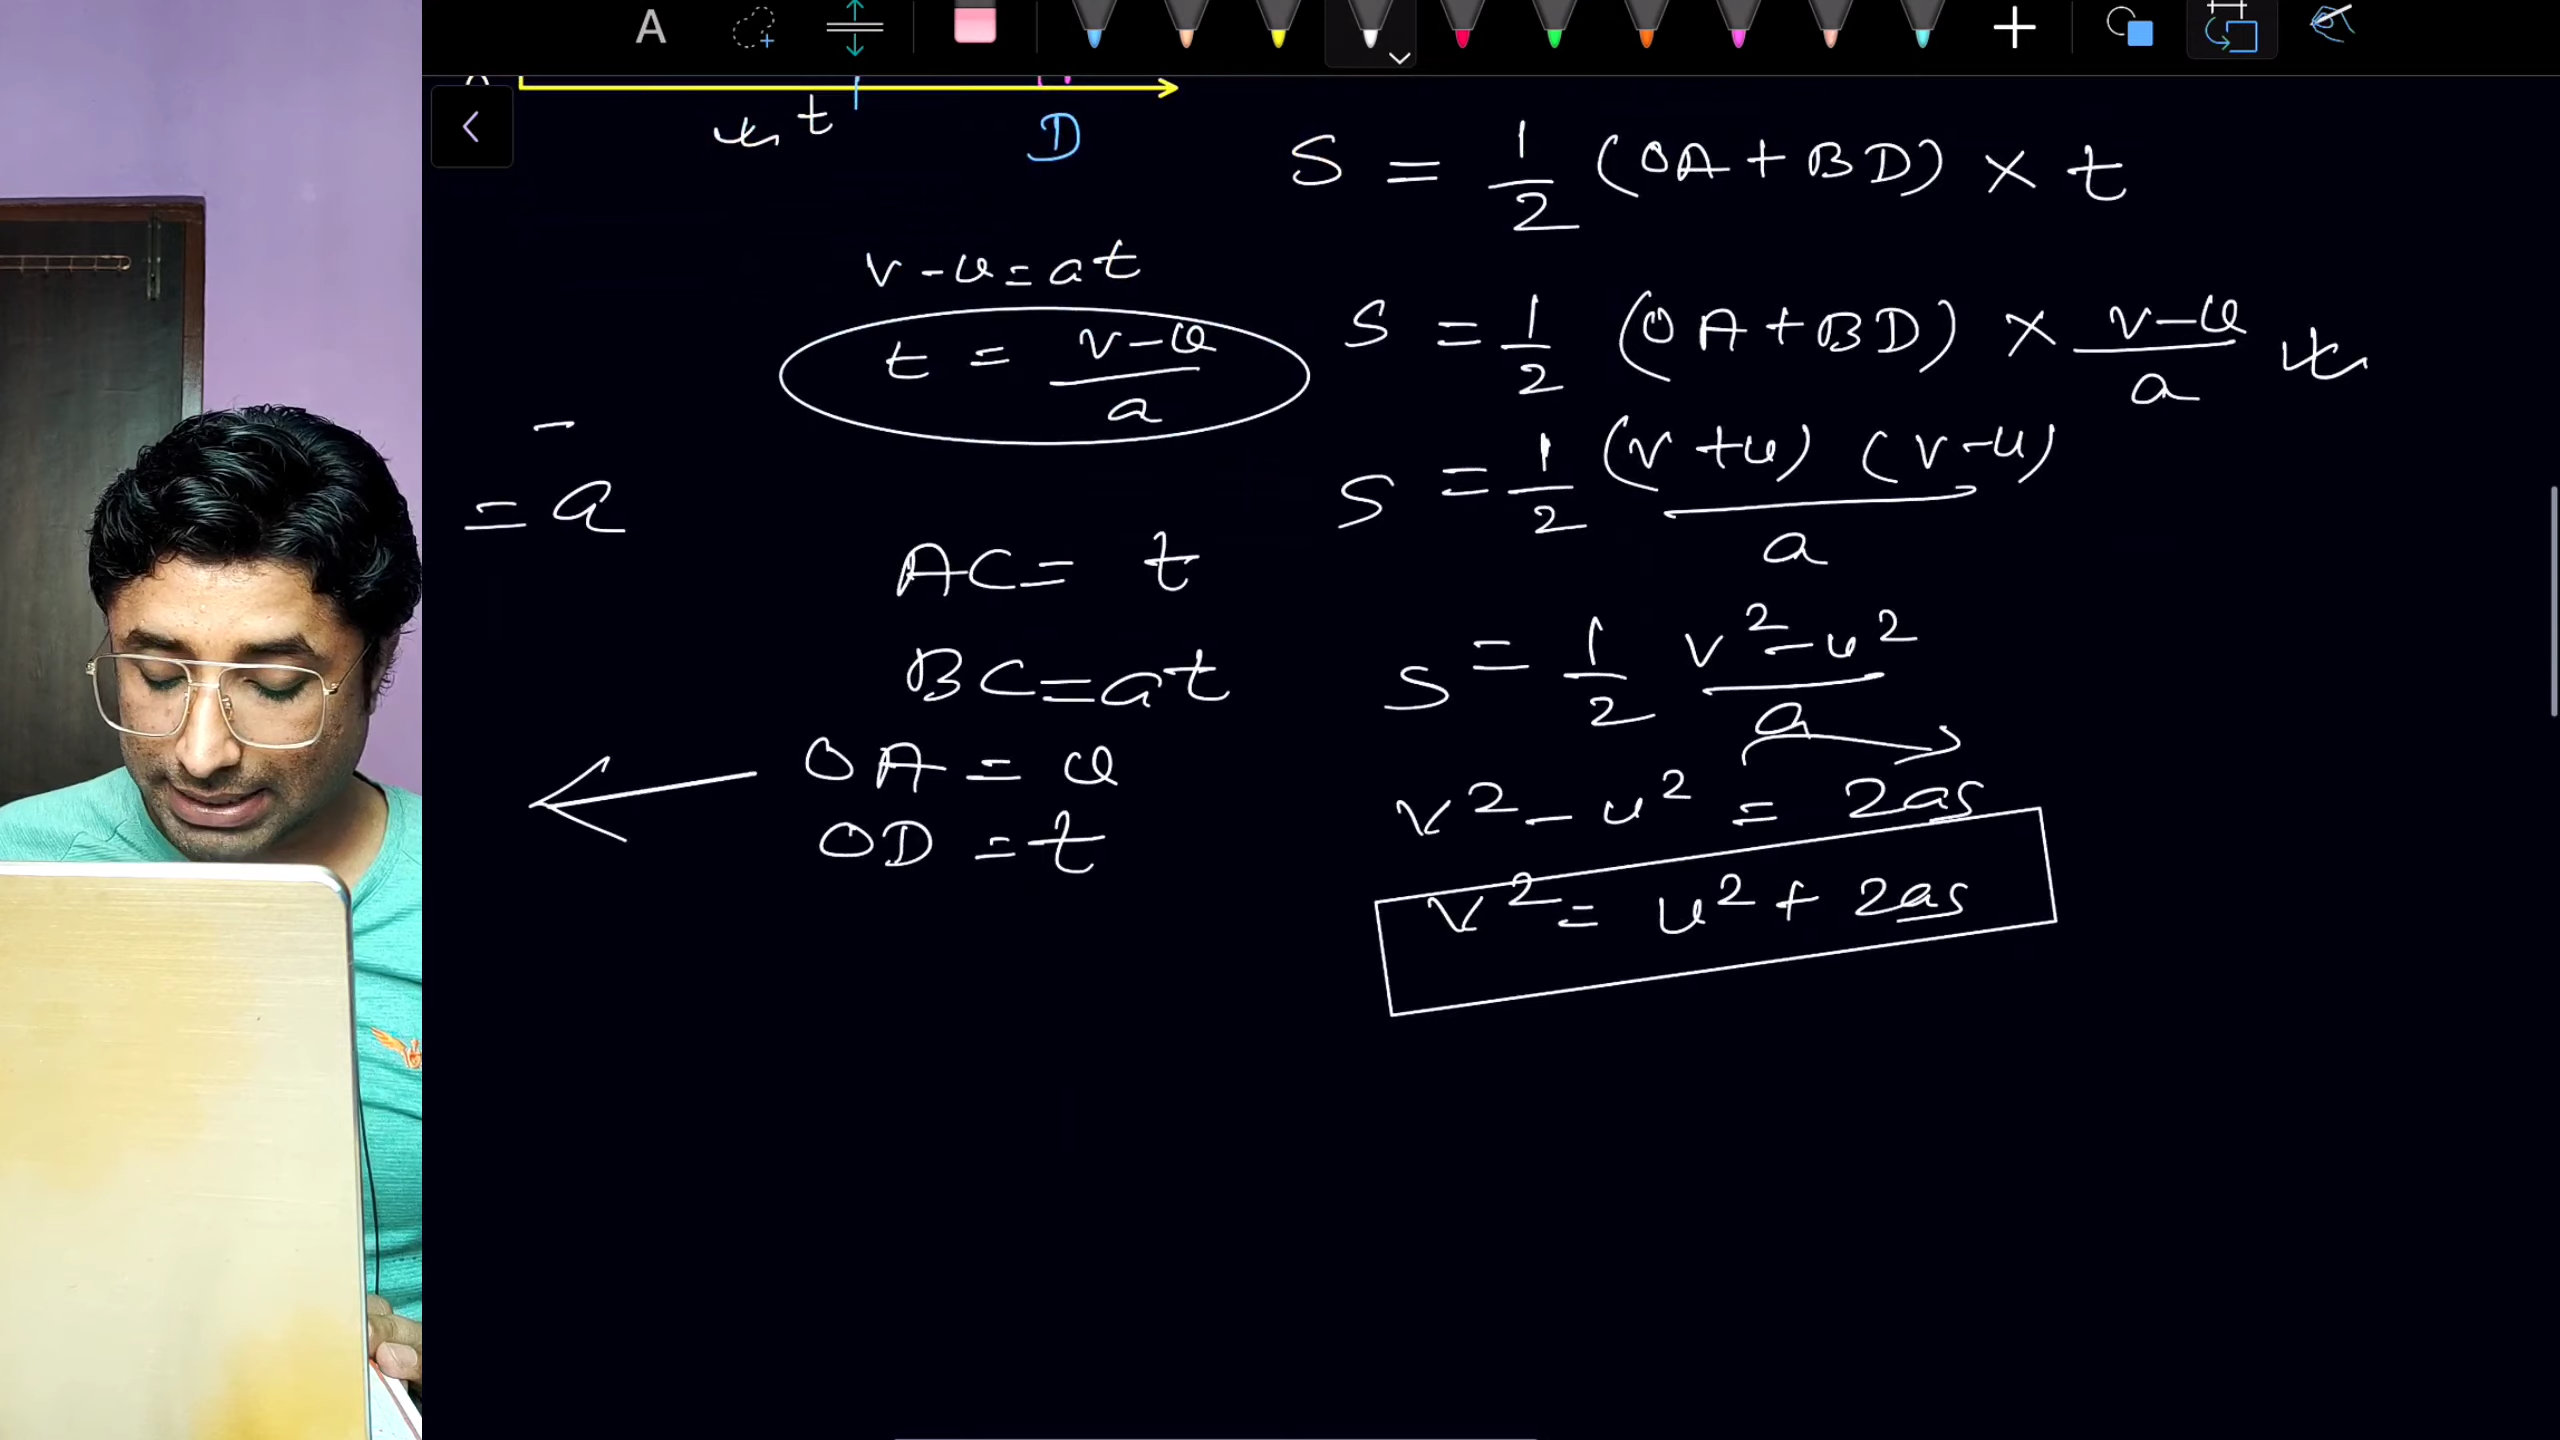 A
t
D
S = 1/2 (OA + BD) × t
v - u = at
t = v-u/a
S = 1/2 (OA + BD) × v-u/a
= a
S = 1/2 (v+u) (v-u)/a
AC = t
BC = at
S = 1/2 v²-u²/a
OA = u
OD = t
v² - u² = 2as
v² = u² + 2as